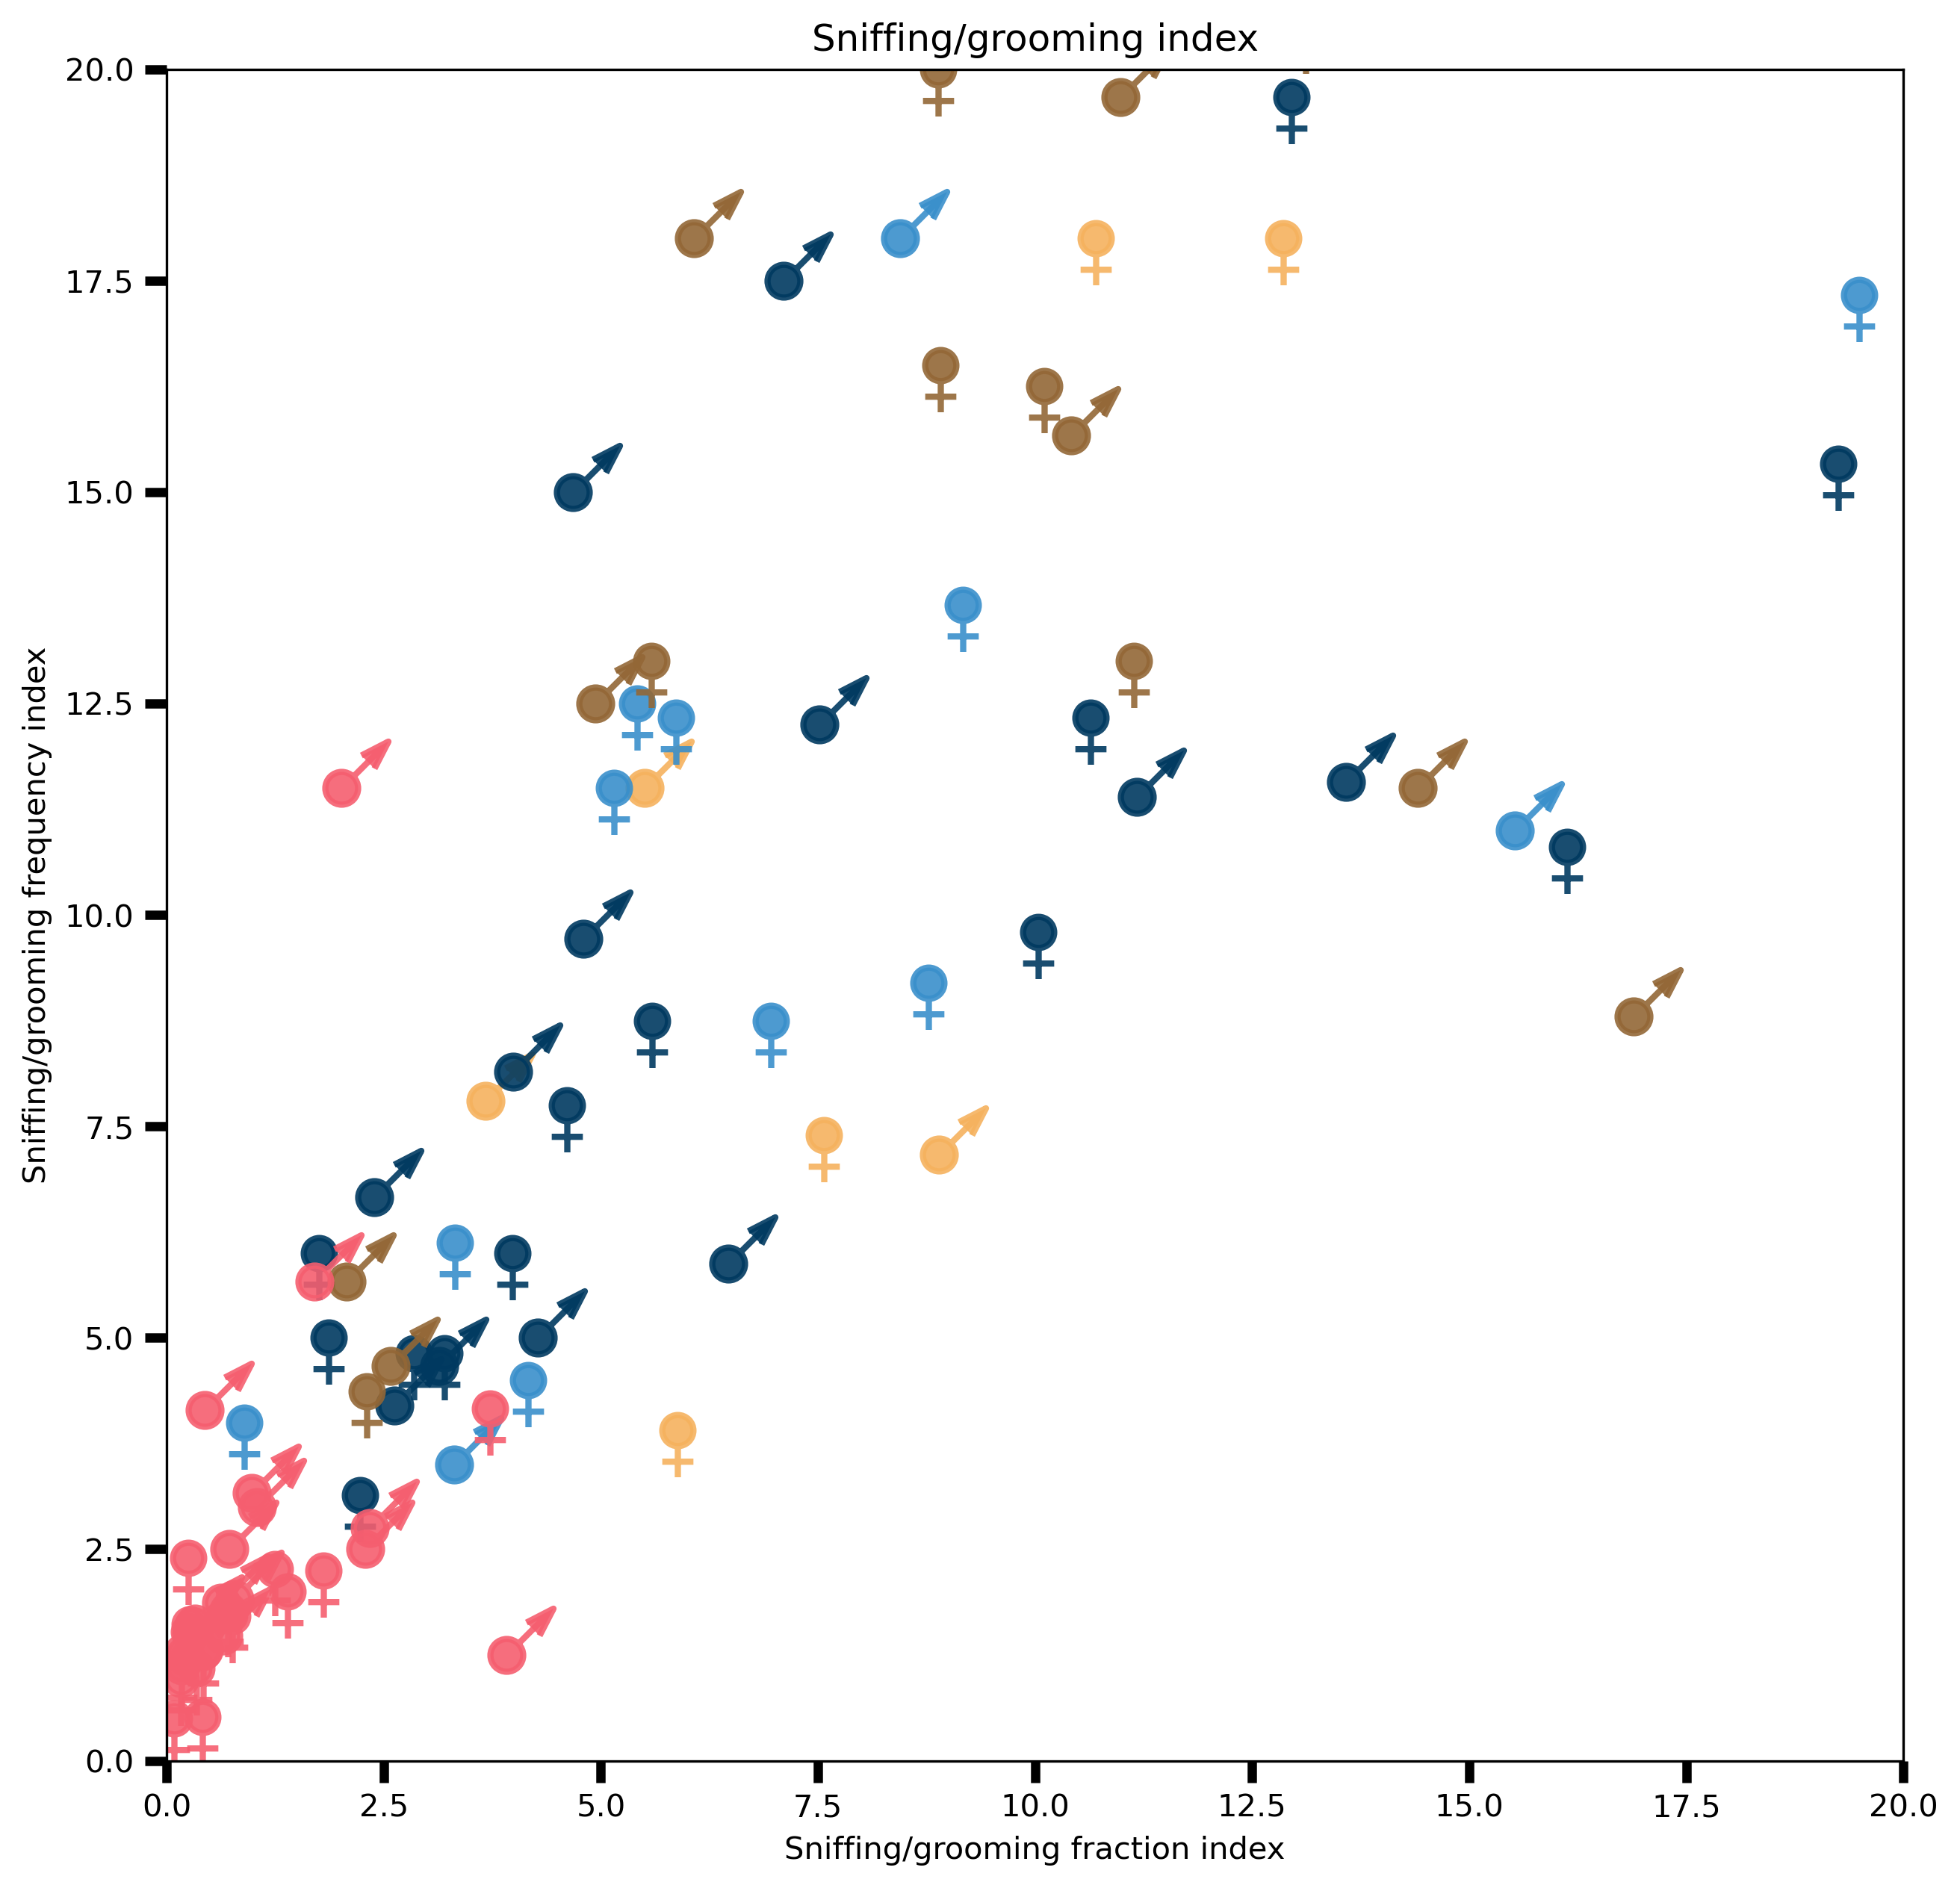 Sniffing/grooming index
20.0
17.5
15.0
12.5
10.0
7.5
5.0
2.5
0.0
Sniffing/grooming frequency index
0.0 2.5 5.0 7.5 10.0 12.5 15.0 17.5 20.0
Sniffing/grooming fraction index